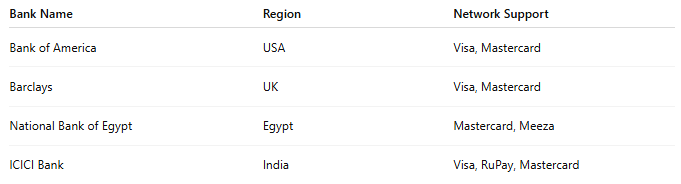 Bank Name Region Network Support
Bank of America USA Visa, Mastercard
Barclays UK Visa, Mastercard
National Bank of Egypt Egypt Mastercard, Meeza
ICICI Bank India Visa, RuPay, Mastercard